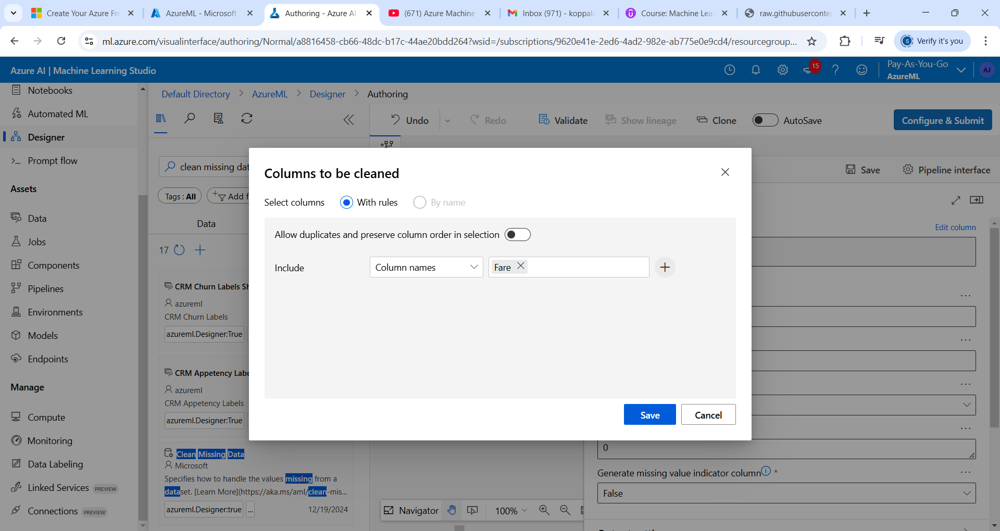 Create Your Azure Fre
AzureML - Microsoft
Authoring - Azure AI
(671) Azure Machine
Inbox (971) - koppala
Course: Machine Lea
raw.githubuserconte
ml.azure.com/visualinterface/authoring/Normal/a8816458-cb66-48dc-b17c-44ae20bdd264?wsid=/subscriptions/9620e41e-2ed6-4ad2-982e-ab775e0e9cd4/resourcegroup...
S
Verify it's you
Azure AI | Machine Learning Studio
15
Pay-As-You-Go
AzureML
AJ
Notebooks
Automated ML
Designer
Prompt flow
Assets
Data
Jobs
Components
Pipelines
Environments
Models
Endpoints
Manage
Compute
Monitoring
Data Labeling
Linked Services PREVIEW
Connections PREVIEW
Default Directory > AzureML > Designer > Authoring
Undo
Redo
Validate
Show lineage
Clone
AutoSave
Configure & Submit
clean missing dat
Tags : All
Add f
Data
17
CRM Churn Labels Sh
azureml
CRM Churn Labels
azureml.Designer:True
CRM Appetency Labe
azureml
CRM Appetency Labels
azureml.Designer:True
Clean Missing Data
Microsoft
Specifies how to handle the values missing from a
dataset. [Learn More](https://aka.ms/aml/clean-mis...
azureml.Designer:true
...
12/19/2024
Save
Pipeline interface
Columns to be cleaned
Select columns
With rules
By name
Allow duplicates and preserve column order in selection
Include
Column names
Fare
Save
Cancel
Edit column
0
Generate missing value indicator column *
False
Navigator
100%